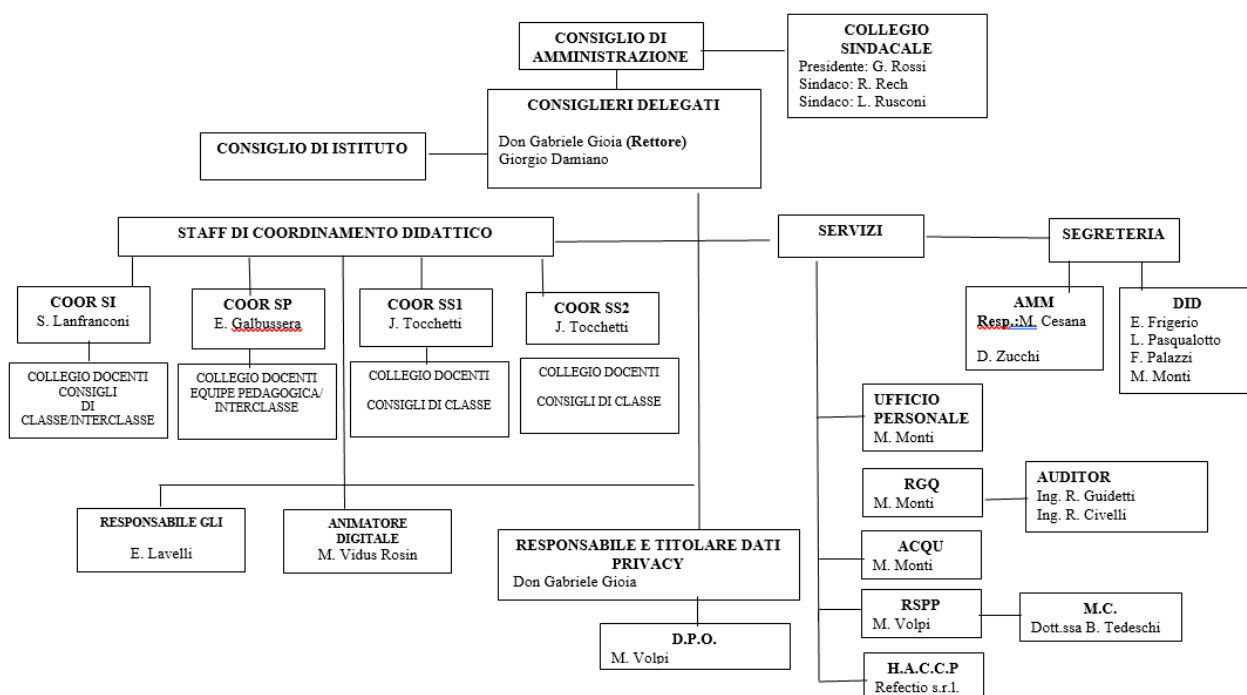 CONSIGLIO DI
AMMINISTRAZIONE
COLLEGIO
SINDACALE
Presidente: G. Rossi
Sindaco: R. Rech
Sindaco: L. Rusconi
CONSIGLIERI DELEGATI
Don Gabriele Gioia (Rettore)
Giorgio Damiano
CONSIGLIO DI ISTITUTO
STAFF DI COORDINAMENTO DIDATTICO
SERVIZI
SEGRETERIA
COOR SI
S. Lanfranconi
COOR SP
E. Galbussera
COOR SS1
J. Tocchetti
COOR SS2
J. Tocchetti
AMM
Resp.:M. Cesana
D. Zucchi
DID
E. Frigerio
L. Pasqualotto
F. Palazzi
M. Monti
COLLEGIO DOCENTI
CONSIGLI
DI
CLASSE/INTERCLASSE
COLLEGIO DOCENTI
EQUIPE PEDAGOGICA/
INTERCLASSE
COLLEGIO DOCENTI
CONSIGLI DI CLASSE
COLLEGIO DOCENTI
CONSIGLI DI CLASSE
UFFICIO
PERSONALE
M. Monti
RGQ
M. Monti
AUDITOR
Ing. R. Guidetti
Ing. R. Civelli
RESPONSABILE GLI
E. Lavelli
ANIMATORE
DIGITALE
M. Vidus Rosin
RESPONSABILE E TITOLARE DATI
PRIVACY
Don Gabriele Gioia
ACQU
M. Monti
RSPP
M. Volpi
M.C.
Dott.ssa B. Tedeschi
D.P.O.
M. Volpi
H.A.C.C.P
Refectio s.r.l.